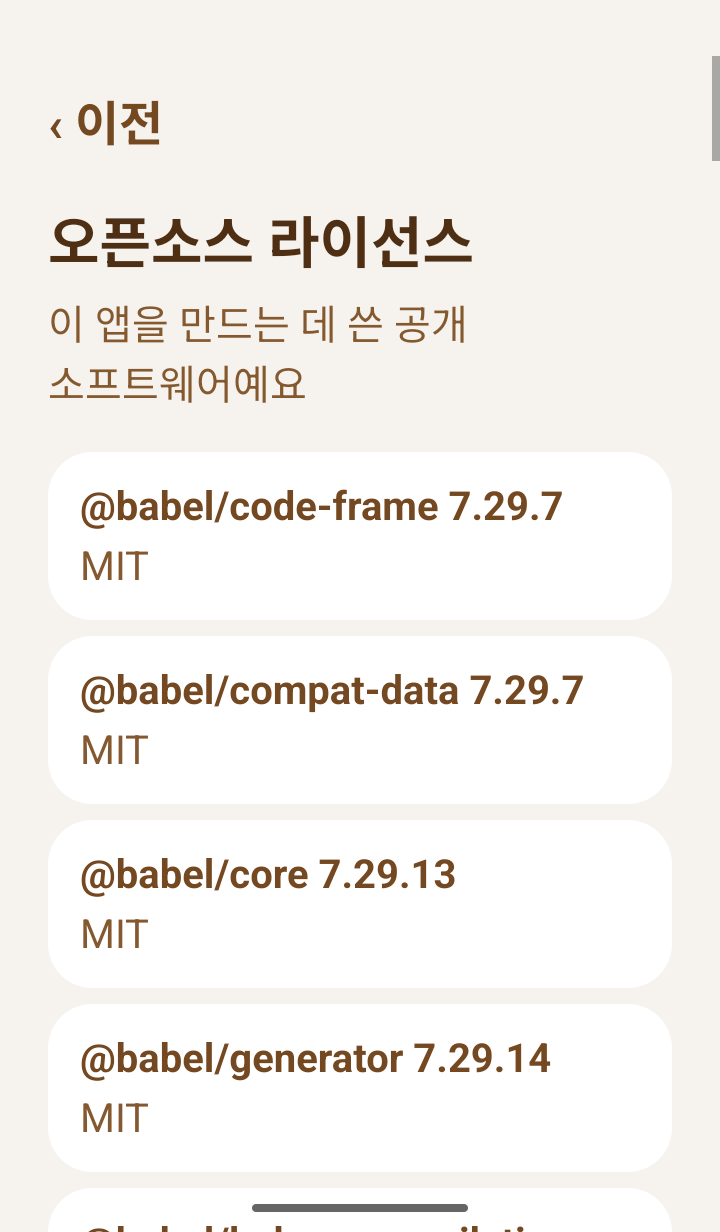 ‹ 이전
오픈소스 라이선스
이 앱을 만드는 데 쓴 공개
소프트웨어예요
@babel/code-frame 7.29.7
MIT
@babel/compat-data 7.29.7
MIT
@babel/core 7.29.13
MIT
@babel/generator 7.29.14
MIT